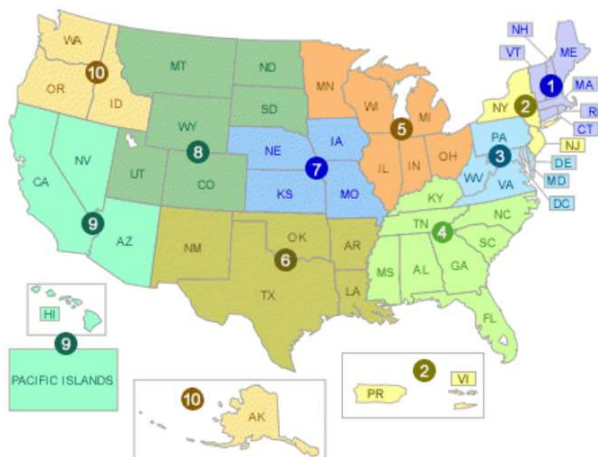 NH
WA
VT
ME
MT
ND
MN
10
OR
ID
1
MA
WI
NY
2
SD
MI
RI
5
WY
CT
IA
PA
NJ
8
NE
3
NV
IL
IN
OH
DE
7
UT
WV
MD
CO
VA
CA
KS
MO
DC
KY
NC
9
TN
4
AZ
OK
AR
SC
NM
6
MS
AL
GA
TX
LA
HI
FL
9
2
VI
PACIFIC ISLANDS
PR
10
AK